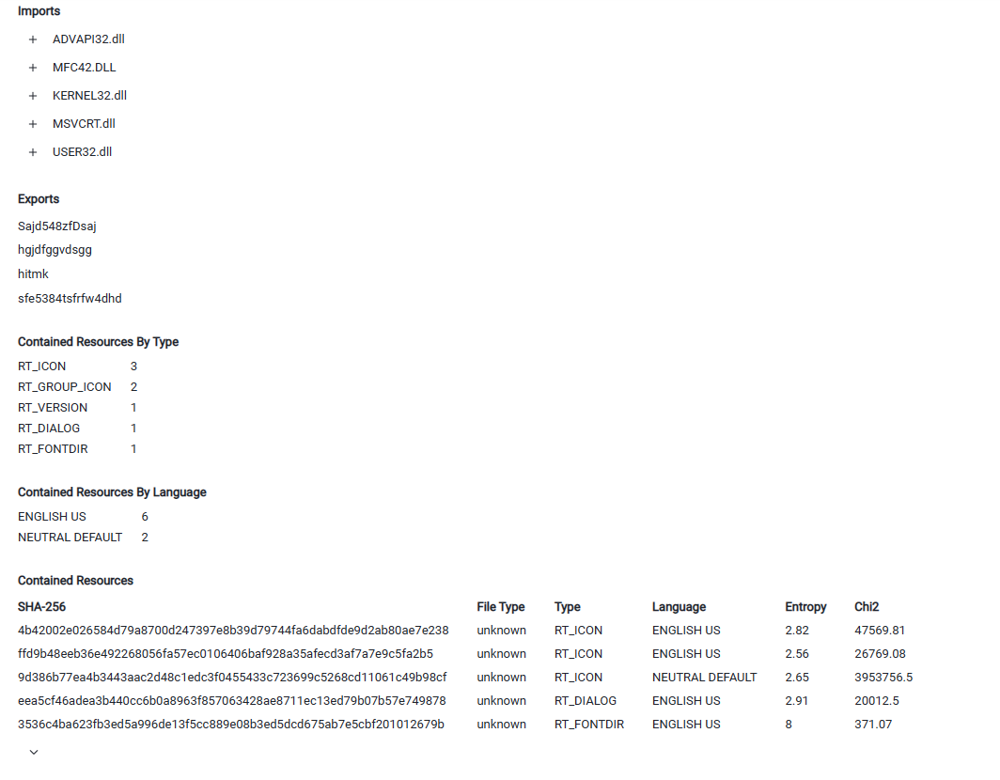 Imports
+ ADVAPI32.dll
+ MFC42.DLL
+ KERNEL32.dll
+ MSVCRT.dll
+ USER32.dll
Exports
Sajd548zfDsaj
hgjdfggvdsgg
hitmk
sfe5384tsfrfw4dhd
Contained Resources By Type
RT_ICON 3
RT_GROUP_ICON 2
RT_VERSION 1
RT_DIALOG 1
RT_FONTDIR 1
Contained Resources By Language
ENGLISH US 6
NEUTRAL DEFAULT 2
Contained Resources
SHA-256 File Type Type Language Entropy Chi2
4b42002e026584d79a8700d247397e8b39d79744fa6dabdfde9d2ab80ae7e238 unknown RT_ICON ENGLISH US 2.82 47569.81
ffd9b48eeb36e492268056fa57ec0106406baf928a35afecd3af7a7e9c5fa2b5 unknown RT_ICON ENGLISH US 2.56 26769.08
9d386b77ea4b3443aac2d48c1edc3f0455433c723699c5268cd11061c49b98cf unknown RT_ICON NEUTRAL DEFAULT 2.65 3953756.5
eea5cf46adea3b440cc6b0a8963f857063428ae8711ec13ed79b07b57e749878 unknown RT_DIALOG ENGLISH US 2.91 20012.5
3536c4ba623fb3ed5a996de13f5cc889e08b3ed5dcd675ab7e5cbf201012679b unknown RT_FONTDIR ENGLISH US 8 371.07